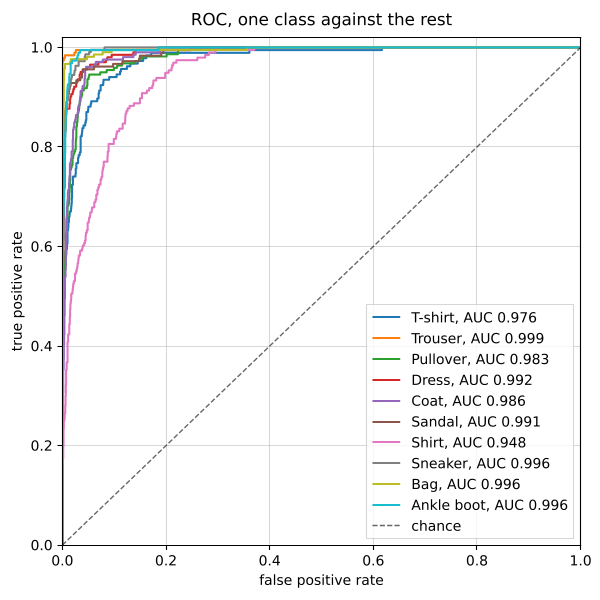 ROC, one class against the rest
1.0
0.8
0.6
0.4
0.2
0.0
true positive rate
T-shirt, AUC 0.976
Trouser, AUC 0.999
Pullover, AUC 0.983
Dress, AUC 0.992
Coat, AUC 0.986
Sandal, AUC 0.991
Shirt, AUC 0.948
Sneaker, AUC 0.996
Bag, AUC 0.996
Ankle boot, AUC 0.996
chance
0.0 0.2 0.4 0.6 0.8 1.0
false positive rate